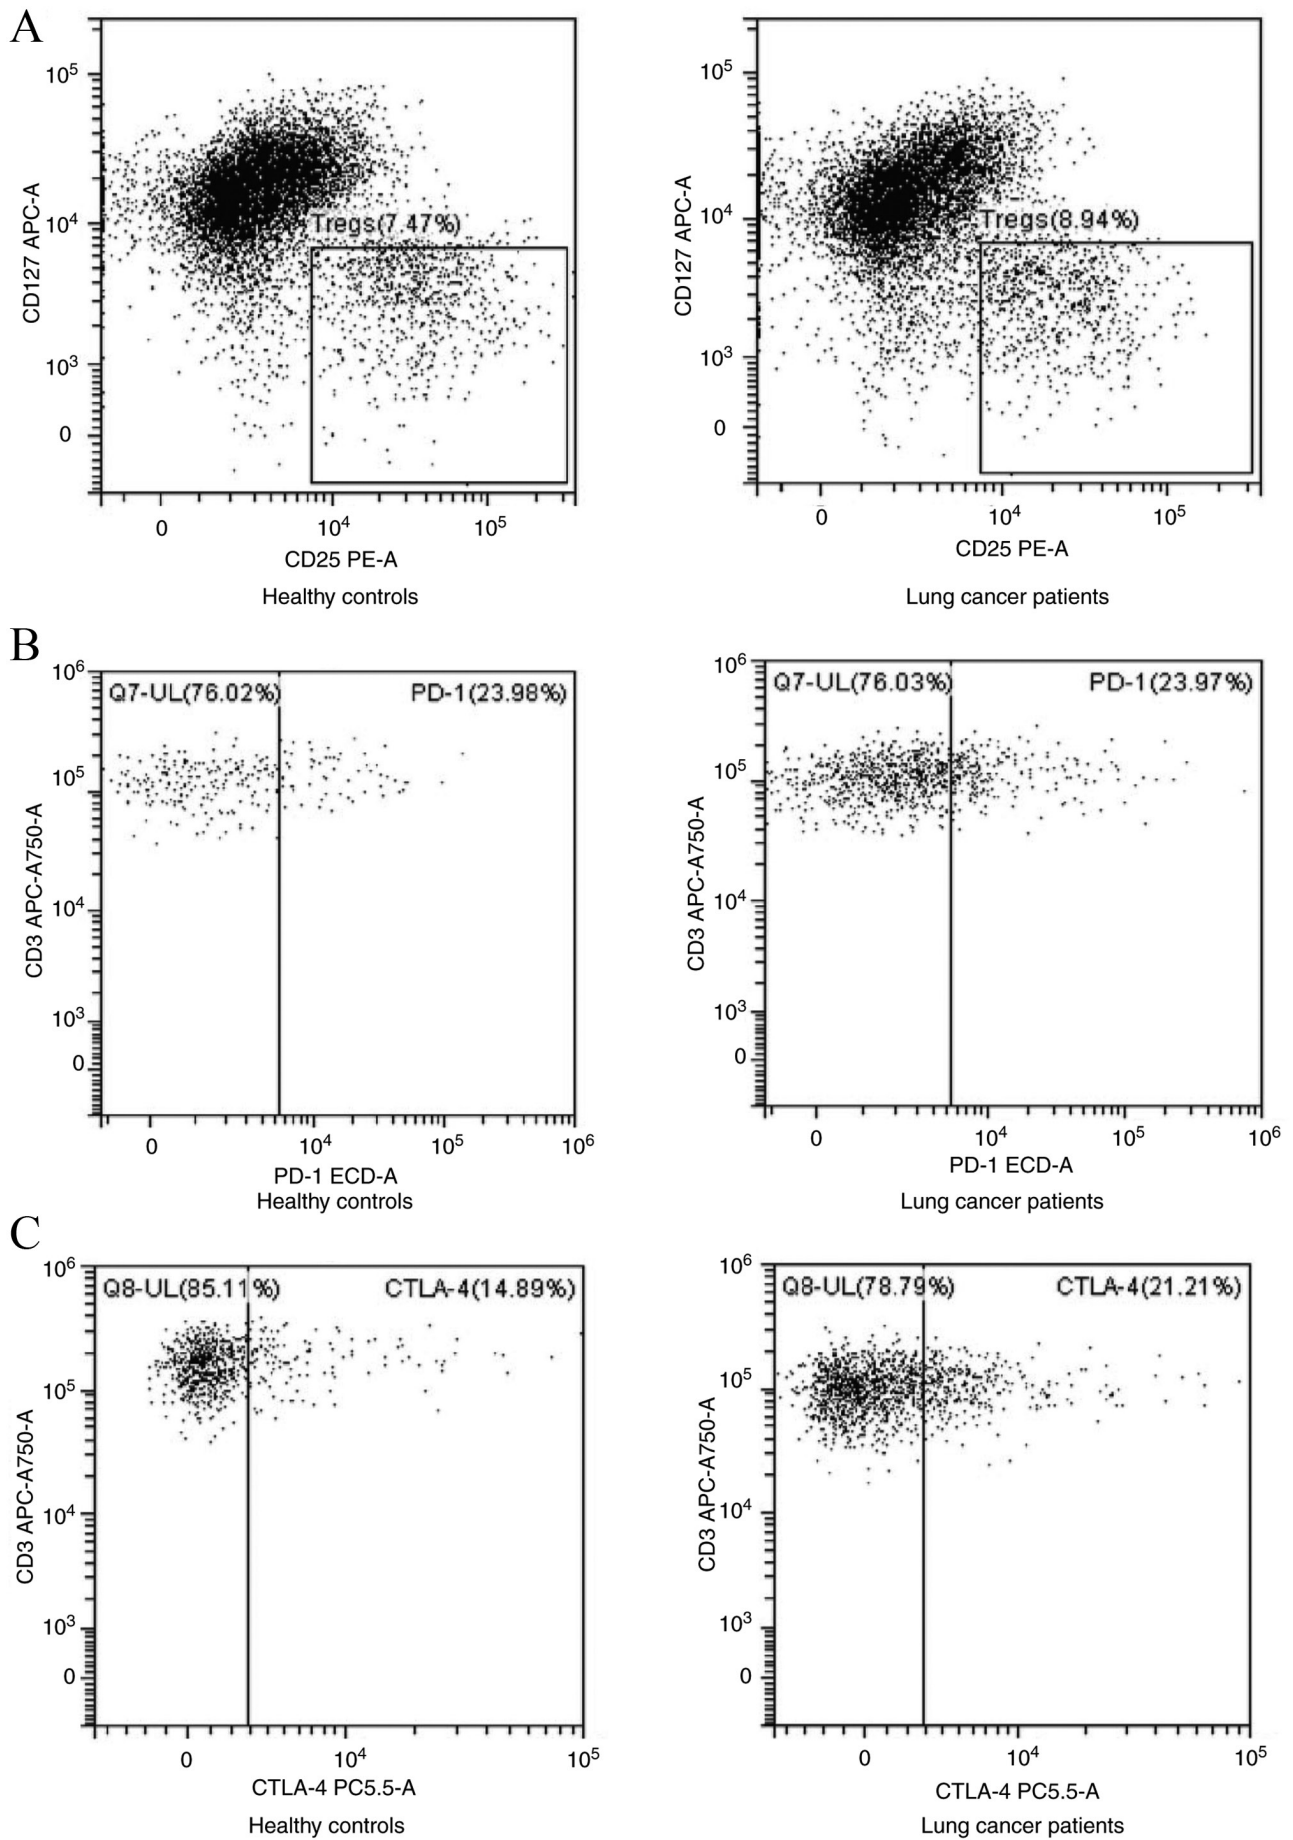 A
10⁵
10⁴
10³
0
CD127 APC-A
Tregs(7.47%)
0
10⁴
10⁵
CD25 PE-A
Healthy controls
10⁵
10⁴
10³
0
CD127 APC-A
Tregs(8.94%)
0
10⁴
10⁵
CD25 PE-A
Lung cancer patients
B
10⁶
10⁵
10⁴
10³
0
CD3 APC-A750-A
Q7-UL(76.02%)
PD-1(23.98%)
0
10⁴
10⁵
10⁶
PD-1 ECD-A
Healthy controls
10⁶
10⁵
10⁴
10³
0
CD3 APC-A750-A
Q7-UL(76.03%)
PD-1(23.97%)
0
10⁴
10⁵
10⁶
PD-1 ECD-A
Lung cancer patients
C
10⁶
10⁵
10⁴
10³
0
CD3 APC-A750-A
Q8-UL(85.11%)
CTLA-4(14.89%)
0
10⁴
10⁵
CTLA-4 PC5.5-A
Healthy controls
10⁶
10⁵
10⁴
10³
0
CD3 APC-A750-A
Q8-UL(78.79%)
CTLA-4(21.21%)
0
10⁴
10⁵
CTLA-4 PC5.5-A
Lung cancer patients